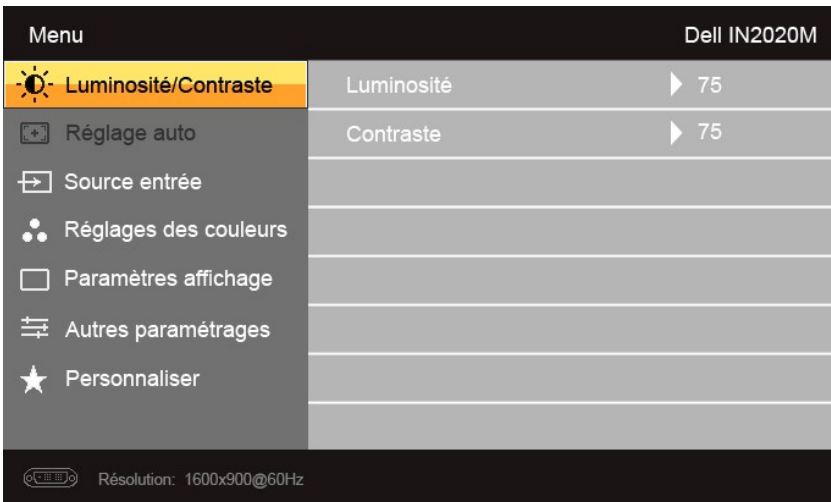 Menu Dell IN2020M
Luminosité/Contraste Luminosité 75
Réglage auto Contraste 75
Source entrée
Réglages des couleurs
Paramètres affichage
Autres paramétrages
Personnaliser
Résolution: 1600x900@60Hz